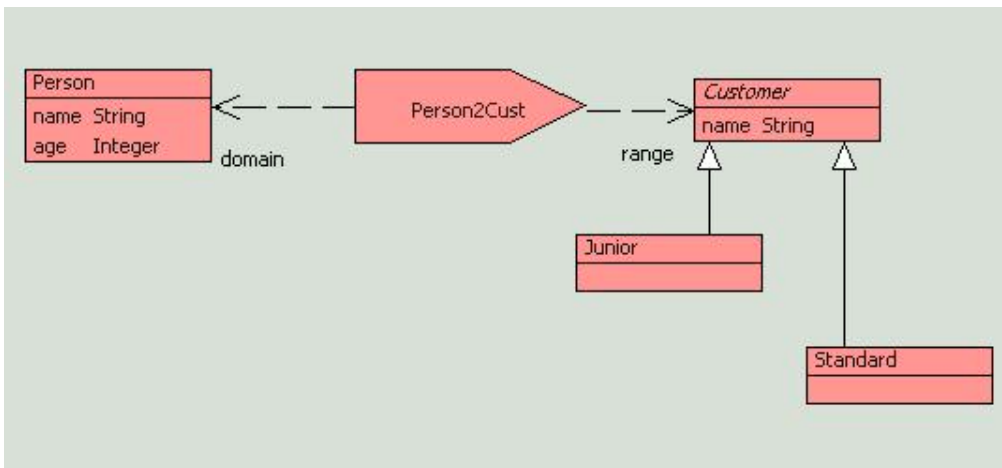 Person
name String
age Integer
domain
Person2Cust
range
Customer
name String
Junior
Standard